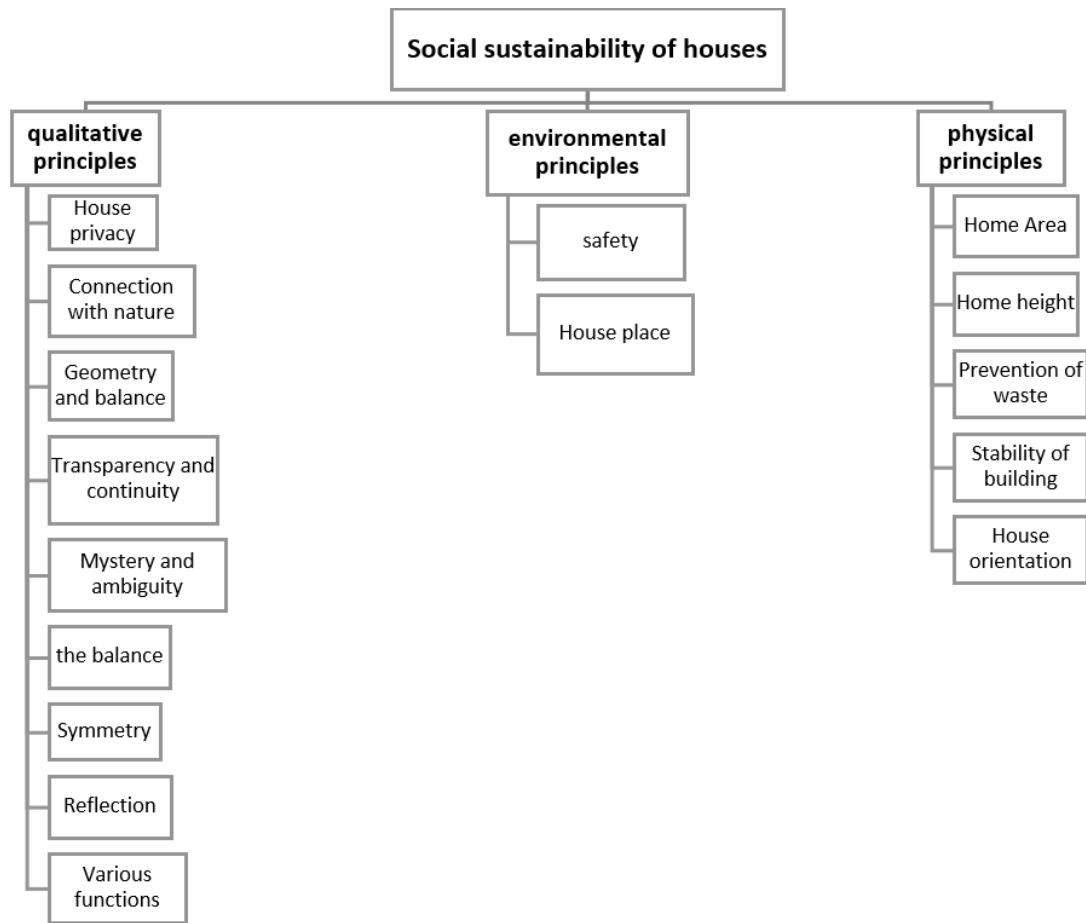 Social sustainability of houses
qualitative
principles
House
privacy
Connection
with nature
Geometry
and balance
Transparency and
continuity
Mystery and
ambiguity
the balance
Symmetry
Reflection
Various
functions
environmental
principles
safety
House place
physical
principles
Home Area
Home height
Prevention of
waste
Stability of
building
House
orientation